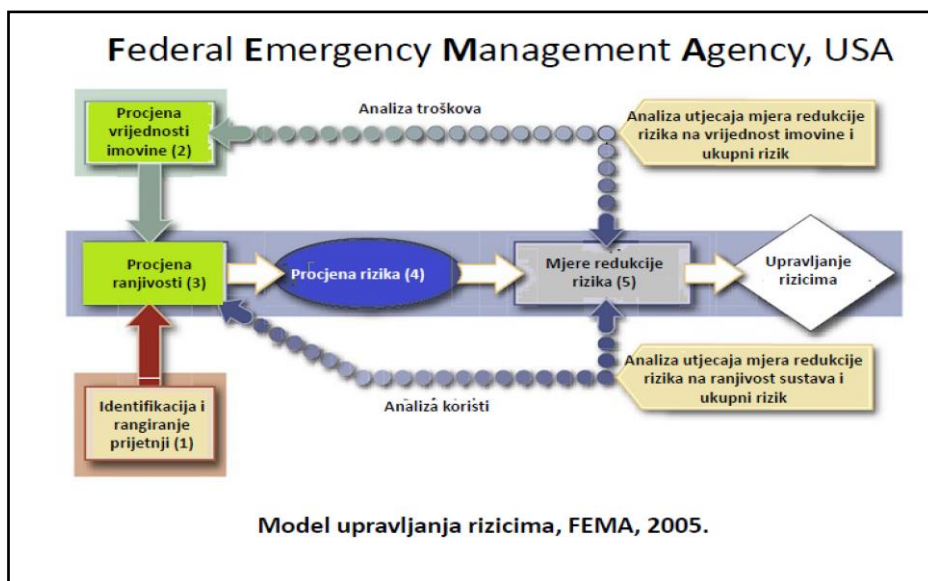 Federal Emergency Management Agency, USA
Procjena
vrijednosti
imovine (2)
Analiza troškova
Analiza utjecaja mjera redukcije
rizika na vrijednost imovine i
ukupni rizik
Procjena
ranjivosti (3)
Procjena rizika (4)
Mjere redukcije
rizika (5)
Upravljanje
rizicima
Identifikacija i
rangiranje
prijetnji (1)
Analiza koristi
Analiza utjecaja mjera redukcije
rizika na ranjivost sustava i
ukupni rizik
Model upravljanja rizicima, FEMA, 2005.